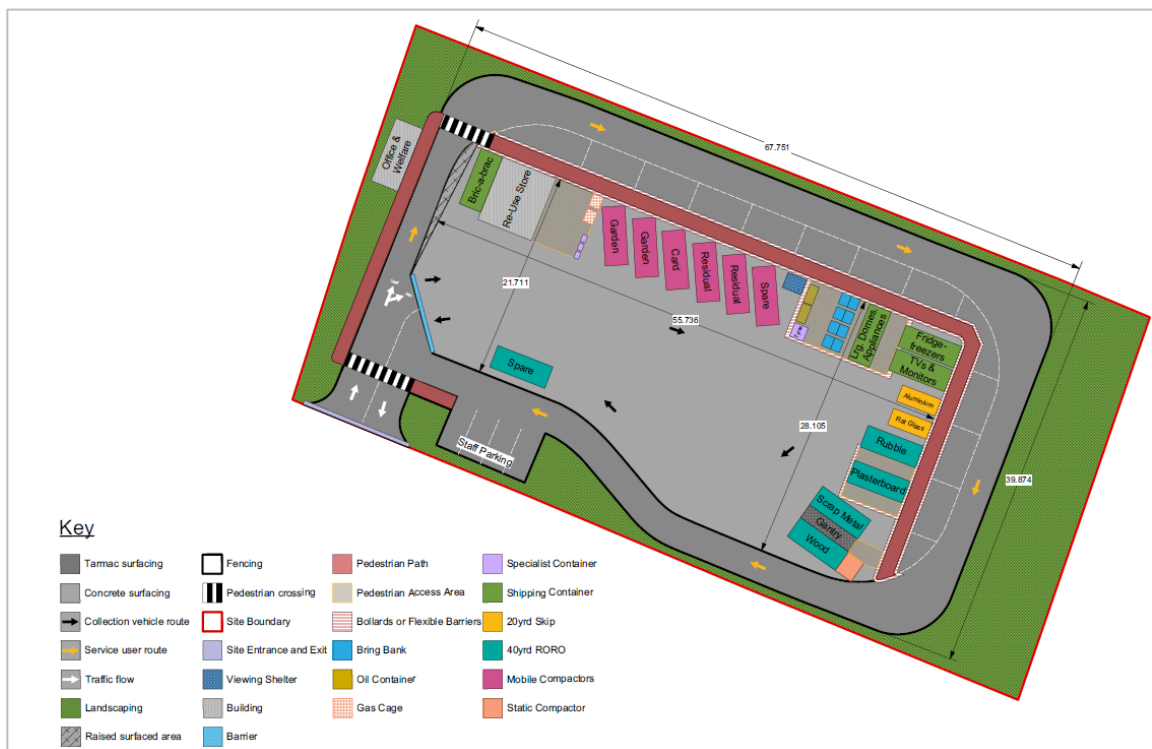 67.751
Office &
Welfare
Bric-a-brac
Re-Use Store
Garden
Garden
Card
Residual
Residual
Spare
21.711
55.736
Lrg. Domes.
Appliances
Fridge-
freezers
TVs &
Monitors
Aluminium
Spare
28.105
Rubble
Plasterboard
39.874
Staff Parking
Scrap Metal
Gantry
Wood
Key
Tarmac surfacing
Fencing
Pedestrian Path
Specialist Container
Concrete surfacing
Pedestrian crossing
Pedestrian Access Area
Shipping Container
Collection vehicle route
Site Boundary
Bollards or Flexible Barriers
20yrd Skip
Service user route
Site Entrance and Exit
Bring Bank
40yrd RORO
Traffic flow
Viewing Shelter
Oil Container
Mobile Compactors
Landscaping
Building
Gas Cage
Static Compactor
Raised surfaced area
Barrier